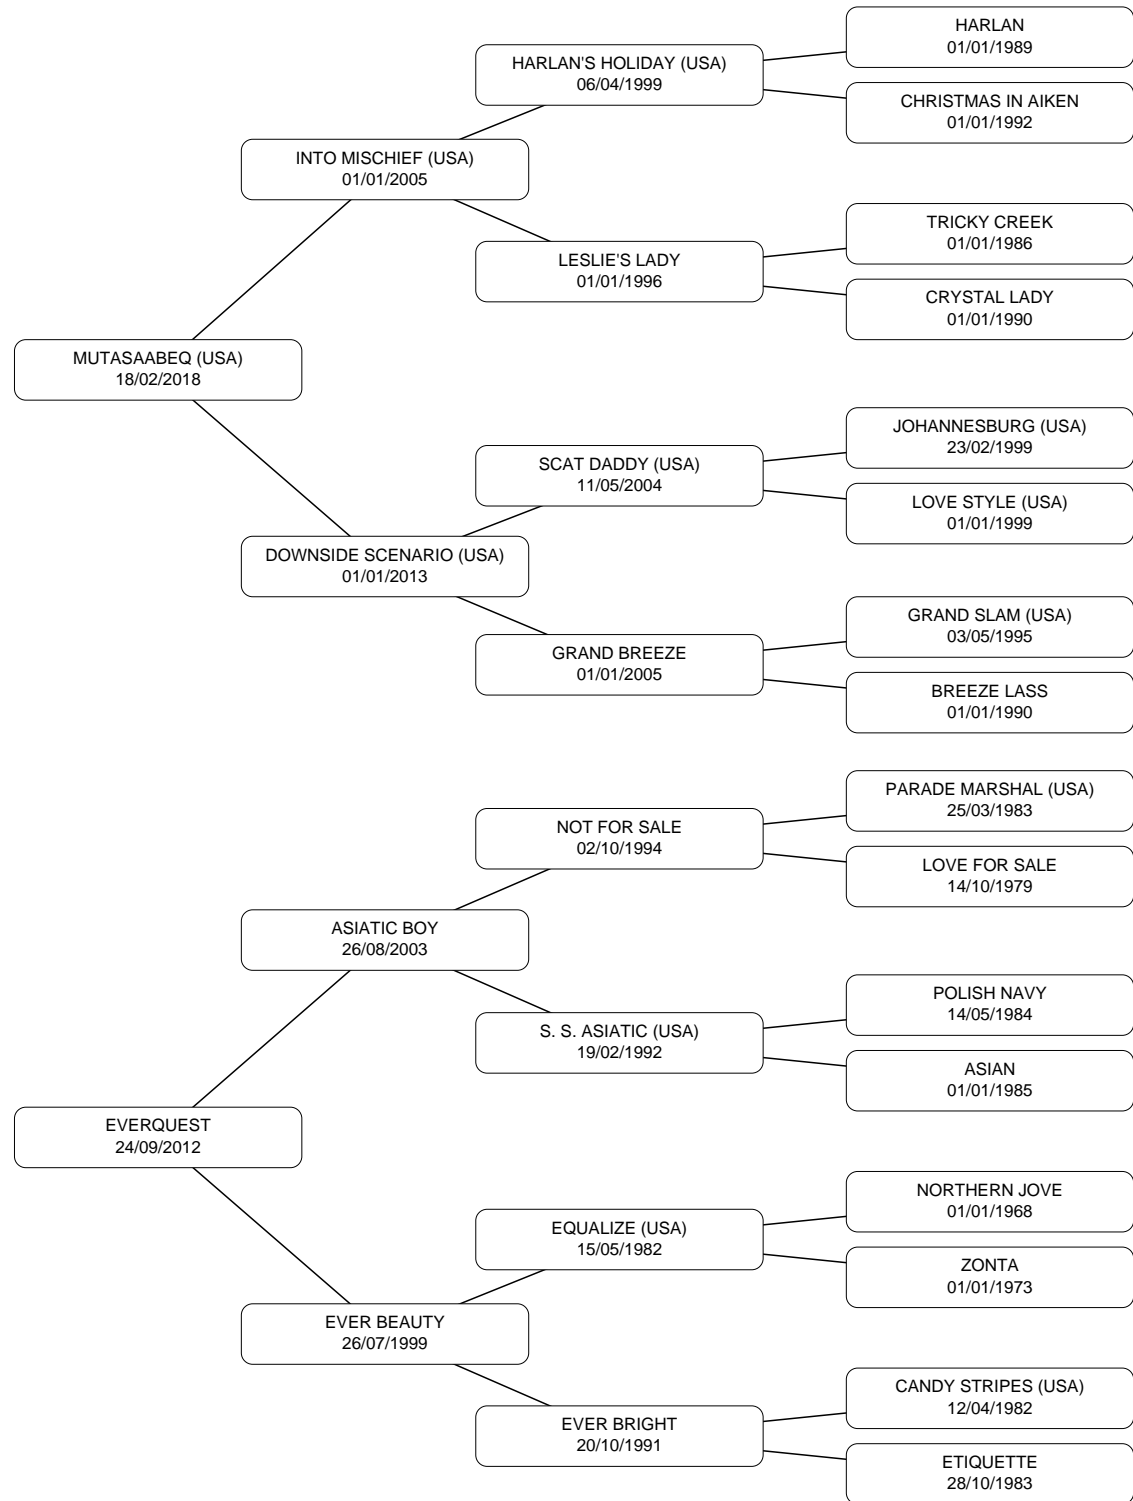 HARLAN
01/01/1989
HARLAN'S HOLIDAY (USA)
06/04/1999
CHRISTMAS IN AIKEN
01/01/1992
INTO MISCHIEF (USA)
01/01/2005
TRICKY CREEK
01/01/1986
LESLIE'S LADY
01/01/1996
CRYSTAL LADY
01/01/1990
MUTASAABEQ (USA)
18/02/2018
JOHANNESBURG (USA)
23/02/1999
SCAT DADDY (USA)
11/05/2004
LOVE STYLE (USA)
01/01/1999
DOWNSIDE SCENARIO (USA)
01/01/2013
GRAND SLAM (USA)
03/05/1995
GRAND BREEZE
01/01/2005
BREEZE LASS
01/01/1990
PARADE MARSHAL (USA)
25/03/1983
NOT FOR SALE
02/10/1994
LOVE FOR SALE
14/10/1979
ASIATIC BOY
26/08/2003
POLISH NAVY
14/05/1984
S. S. ASIATIC (USA)
19/02/1992
ASIAN
01/01/1985
EVERQUEST
24/09/2012
NORTHERN JOVE
01/01/1968
EQUALIZE (USA)
15/05/1982
ZONTA
01/01/1973
EVER BEAUTY
26/07/1999
CANDY STRIPES (USA)
12/04/1982
EVER BRIGHT
20/10/1991
ETIQUETTE
28/10/1983